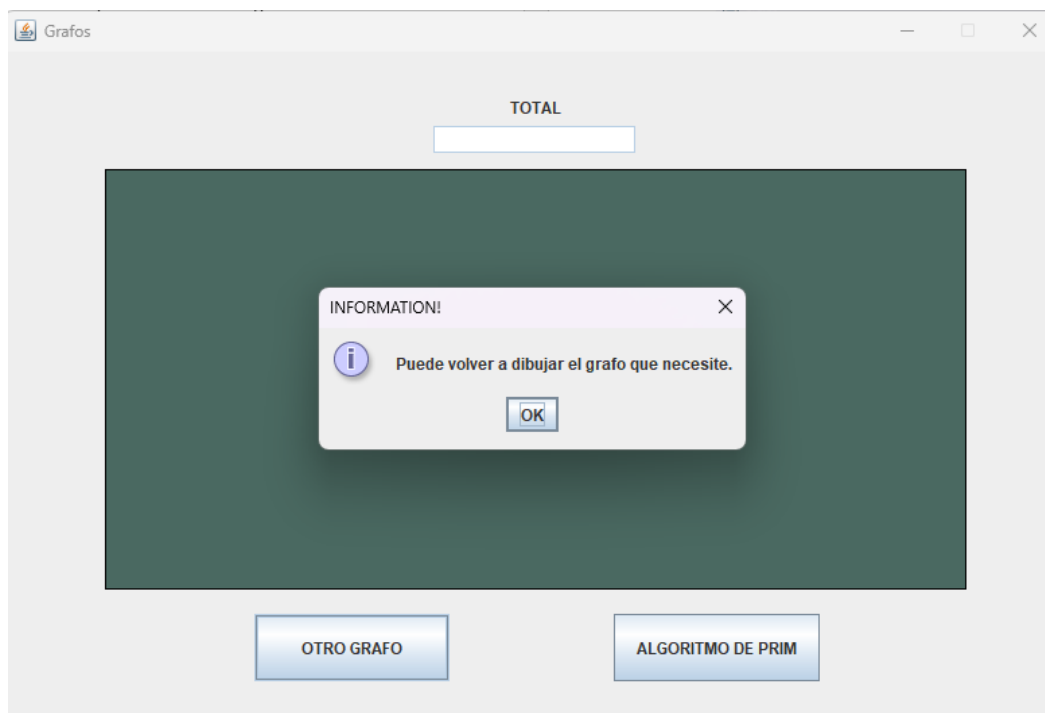 Grafos
TOTAL
INFORMATION!
i
Puede volver a dibujar el grafo que necesite.
OK
OTRO GRAFO
ALGORITMO DE PRIM